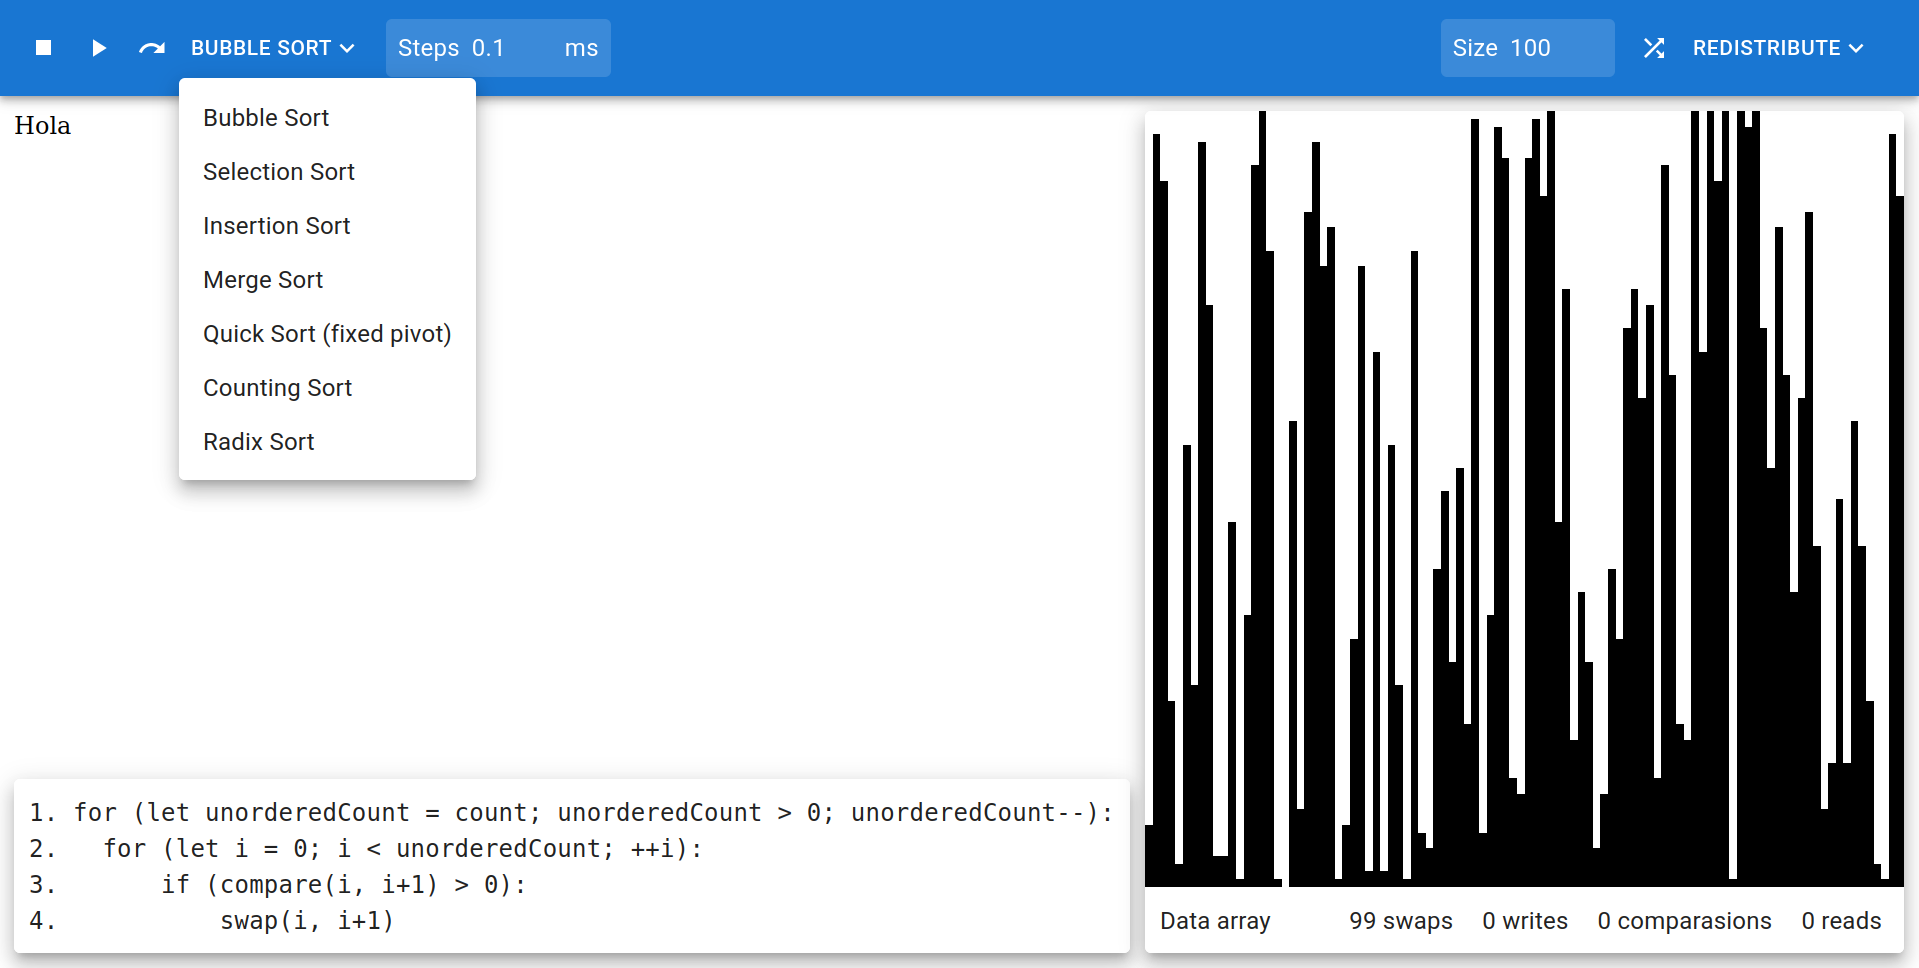 BUBBLE SORT Steps 0.1 ms Size 100 REDISTRIBUTE
Hola
Bubble Sort
Selection Sort
Insertion Sort
Merge Sort
Quick Sort (fixed pivot)
Counting Sort
Radix Sort
1. for (let unorderedCount = count; unorderedCount > 0; unorderedCount--):
2.   for (let i = 0; i < unorderedCount; ++i):
3.       if (compare(i, i+1) > 0):
4.           swap(i, i+1)
Data array 99 swaps 0 writes 0 comparasions 0 reads